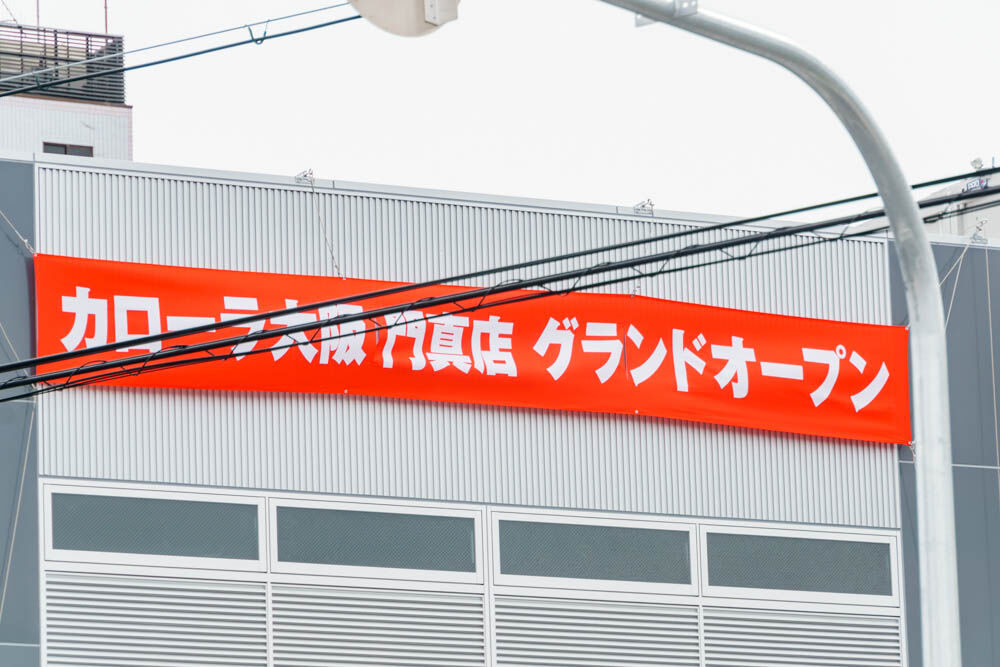 カローラ大阪 門真店 グランドオープン